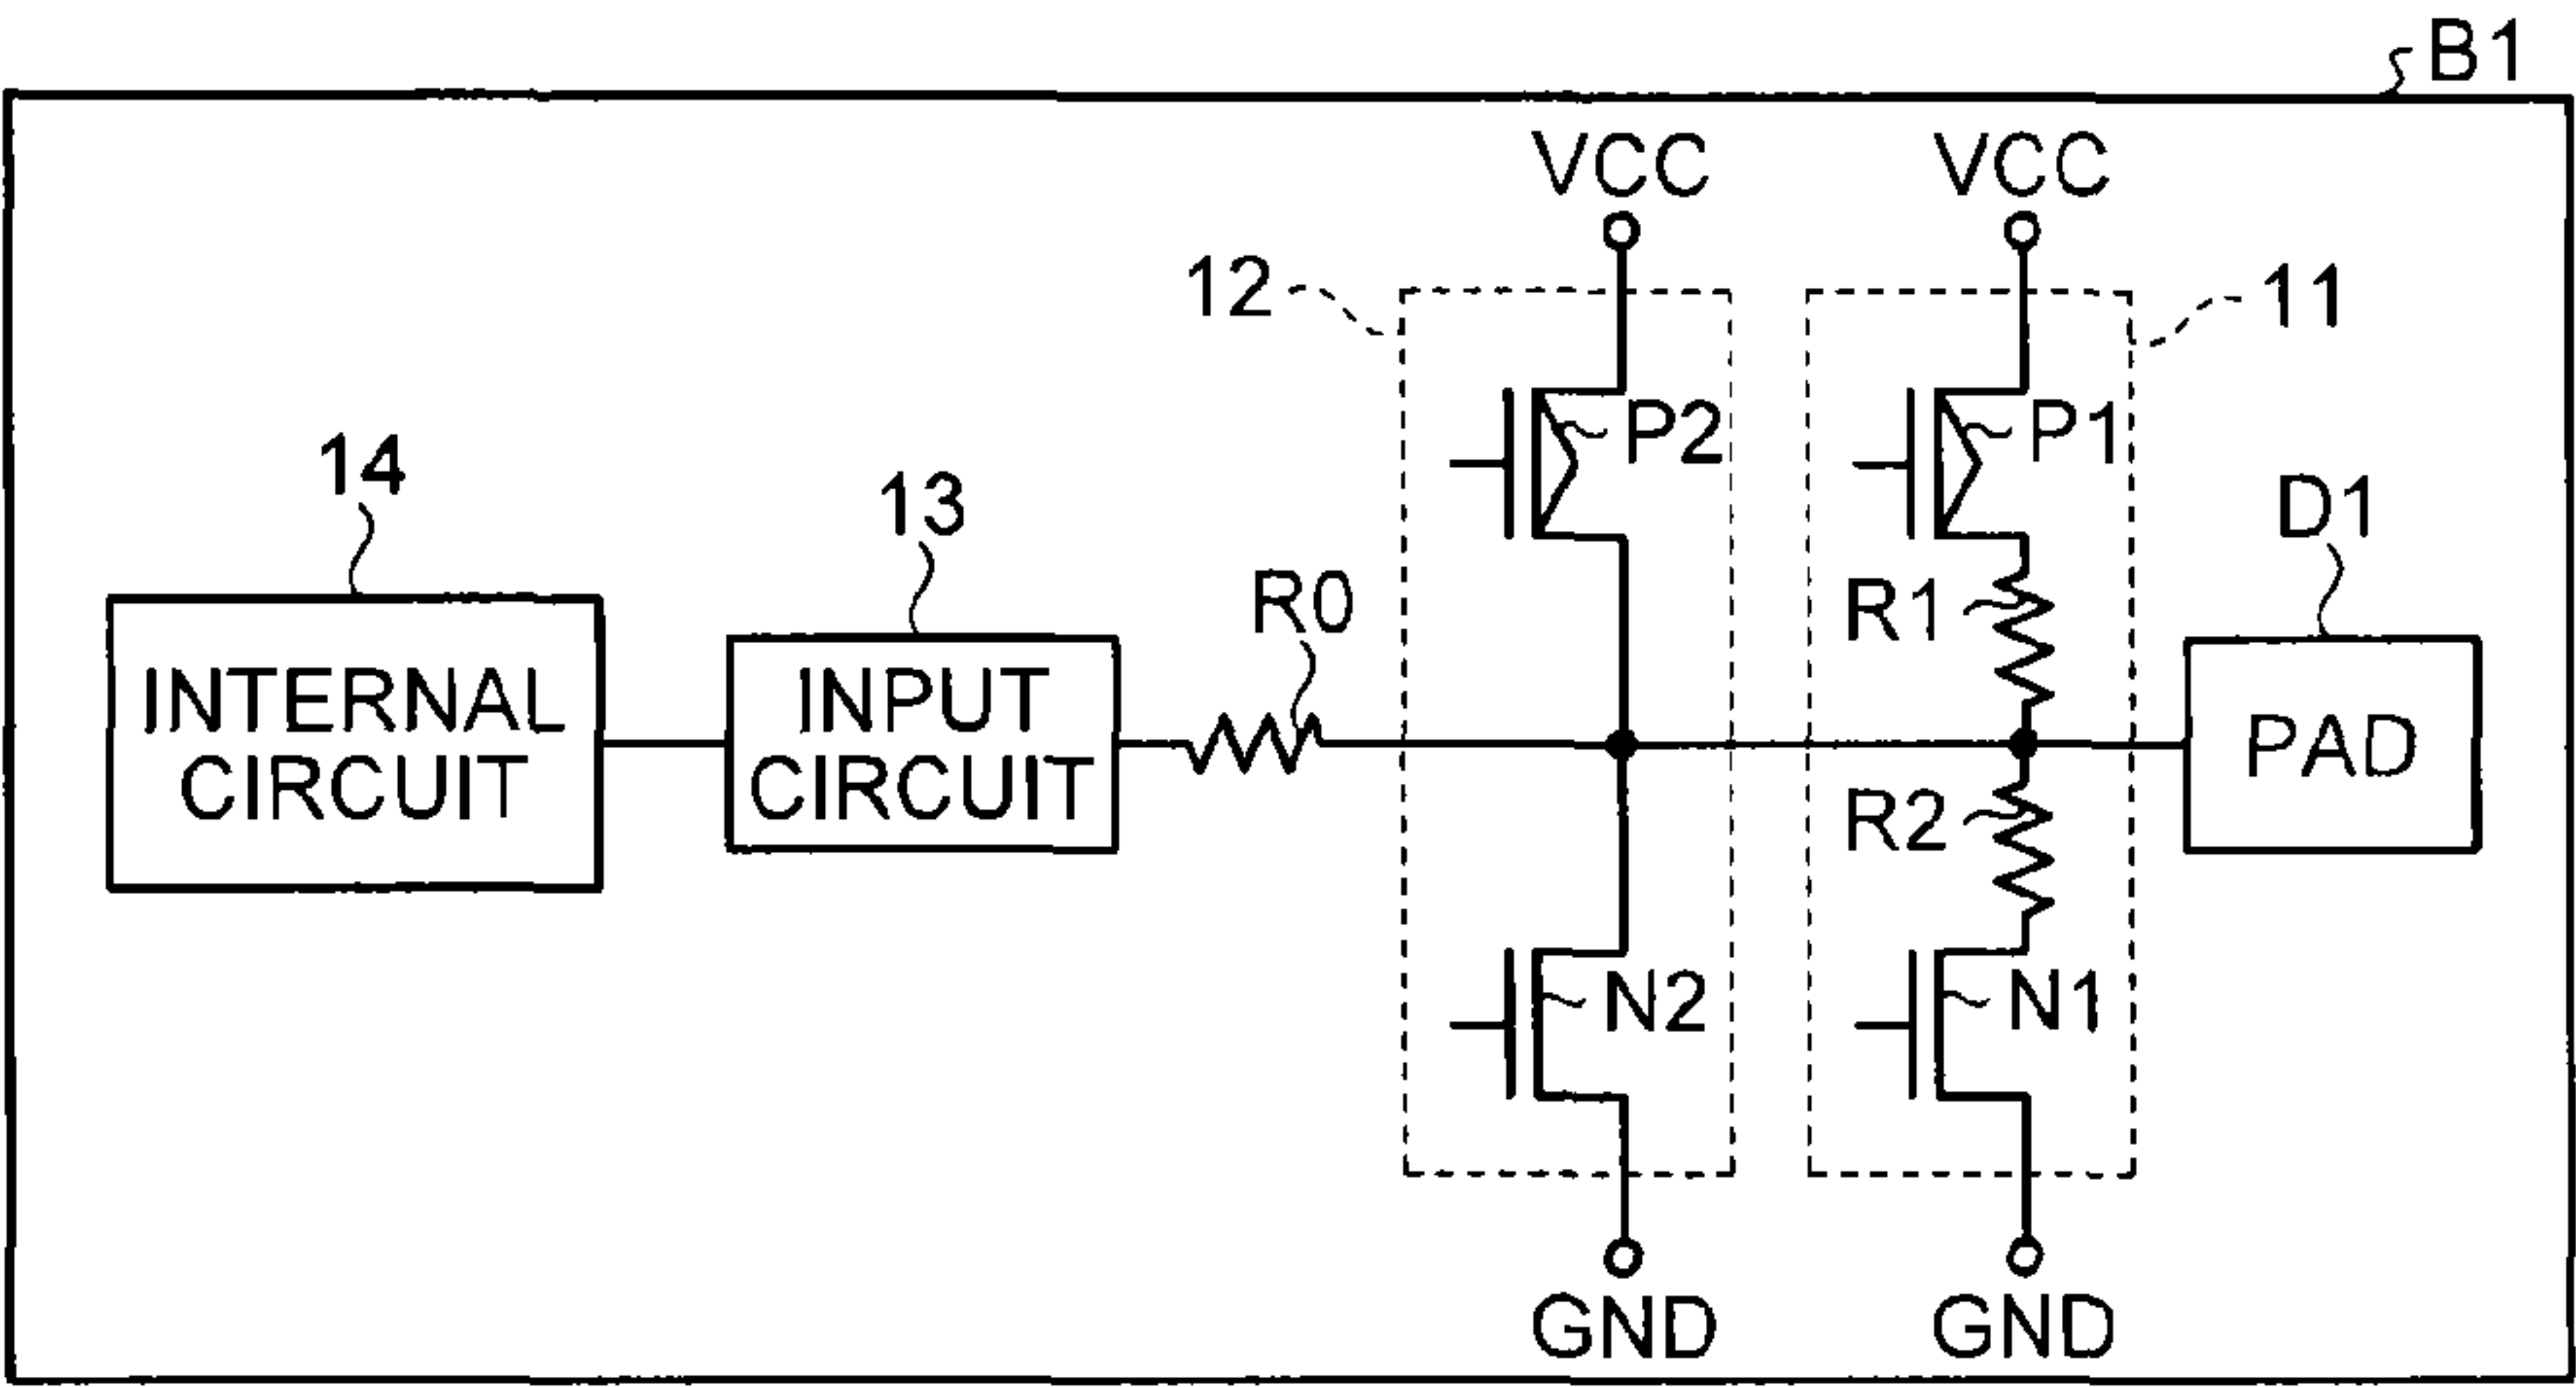 B1
VCC
VCC
12
11
P2
P1
14
13
D1
R0
R1
INTERNAL
CIRCUIT
INPUT
CIRCUIT
PAD
R2
N2
N1
GND
GND